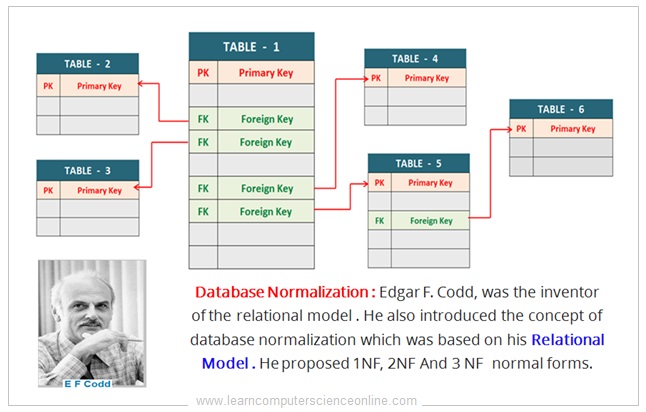 TABLE - 1
PK Primary Key
FK Foreign Key
FK Foreign Key
FK Foreign Key
FK Foreign Key
TABLE - 2
PK Primary Key
TABLE - 3
PK Primary Key
TABLE - 4
PK Primary Key
TABLE - 5
PK Primary Key
FK Foreign Key
TABLE - 6
PK Primary Key
E F Codd
Database Normalization : Edgar F. Codd, was the inventor
of the relational model . He also introduced the concept of
database normalization which was based on his Relational
Model . He proposed 1NF, 2NF And 3 NF normal forms.
www.learncomputerscienceonline.com